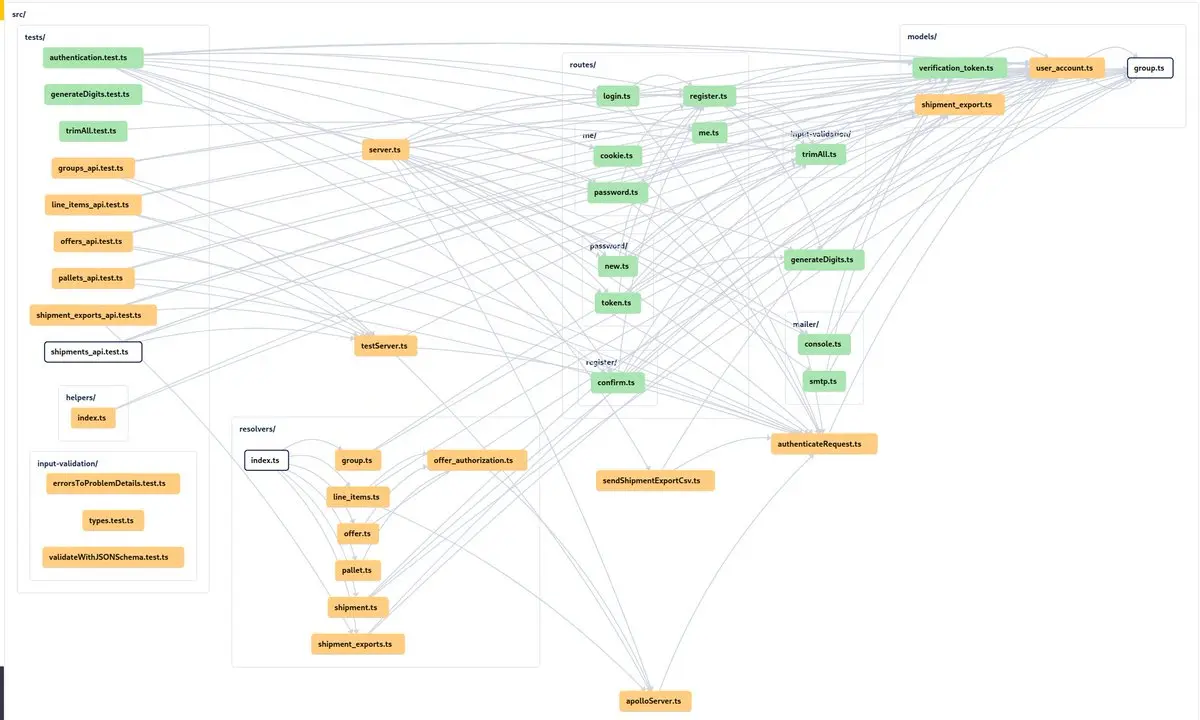 src/
tests/
authentication.test.ts
generateDigits.test.ts
trimAll.test.ts
groups_api.test.ts
line_items_api.test.ts
offers_api.test.ts
pallets_api.test.ts
shipment_exports_api.test.ts
shipments_api.test.ts
helpers/
index.ts
input-validation/
errorsToProblemDetails.test.ts
types.test.ts
validateWithJSONSchema.test.ts
server.ts
testServer.ts
resolvers/
index.ts
group.ts
offer_authorization.ts
line_items.ts
offer.ts
pallet.ts
shipment.ts
shipment_exports.ts
routes/
login.ts
register.ts
me.ts
me/
cookie.ts
password.ts
password/
new.ts
token.ts
register/
confirm.ts
sendShipmentExportCsv.ts
apolloServer.ts
input-validation/
trimAll.ts
generateDigits.ts
mailer/
console.ts
smtp.ts
authenticateRequest.ts
models/
verification_token.ts
user_account.ts
group.ts
shipment_export.ts